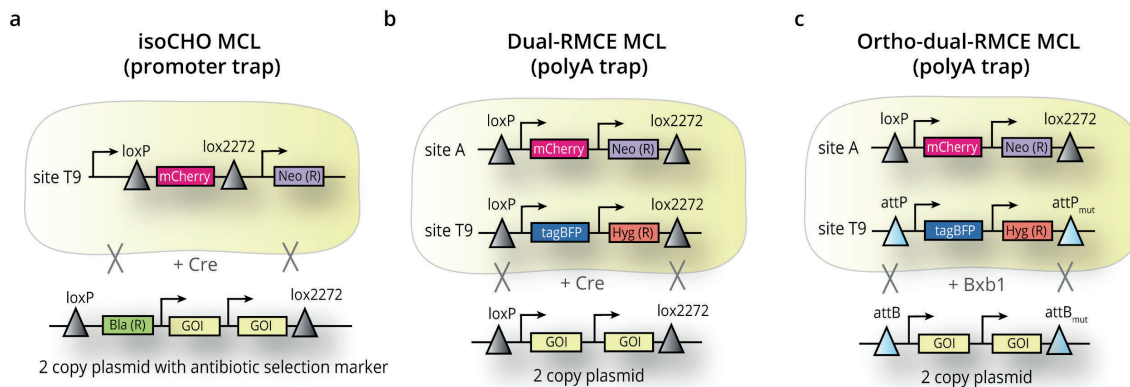 a
isoCHO MCL
(promoter trap)
loxP
lox2272
site T9
mCherry
Neo (R)
+ Cre
loxP
lox2272
Bla (R)
GOI
GOI
2 copy plasmid with antibiotic selection marker
b
Dual-RMCE MCL
(polyA trap)
loxP
lox2272
site A
mCherry
Neo (R)
loxP
lox2272
site T9
tagBFP
Hyg (R)
+ Cre
loxP
lox2272
GOI
GOI
2 copy plasmid
c
Ortho-dual-RMCE MCL
(polyA trap)
loxP
lox2272
site A
mCherry
Neo (R)
attP
attPmut
site T9
tagBFP
Hyg (R)
+ Bxb1
attB
attBmut
GOI
GOI
2 copy plasmid